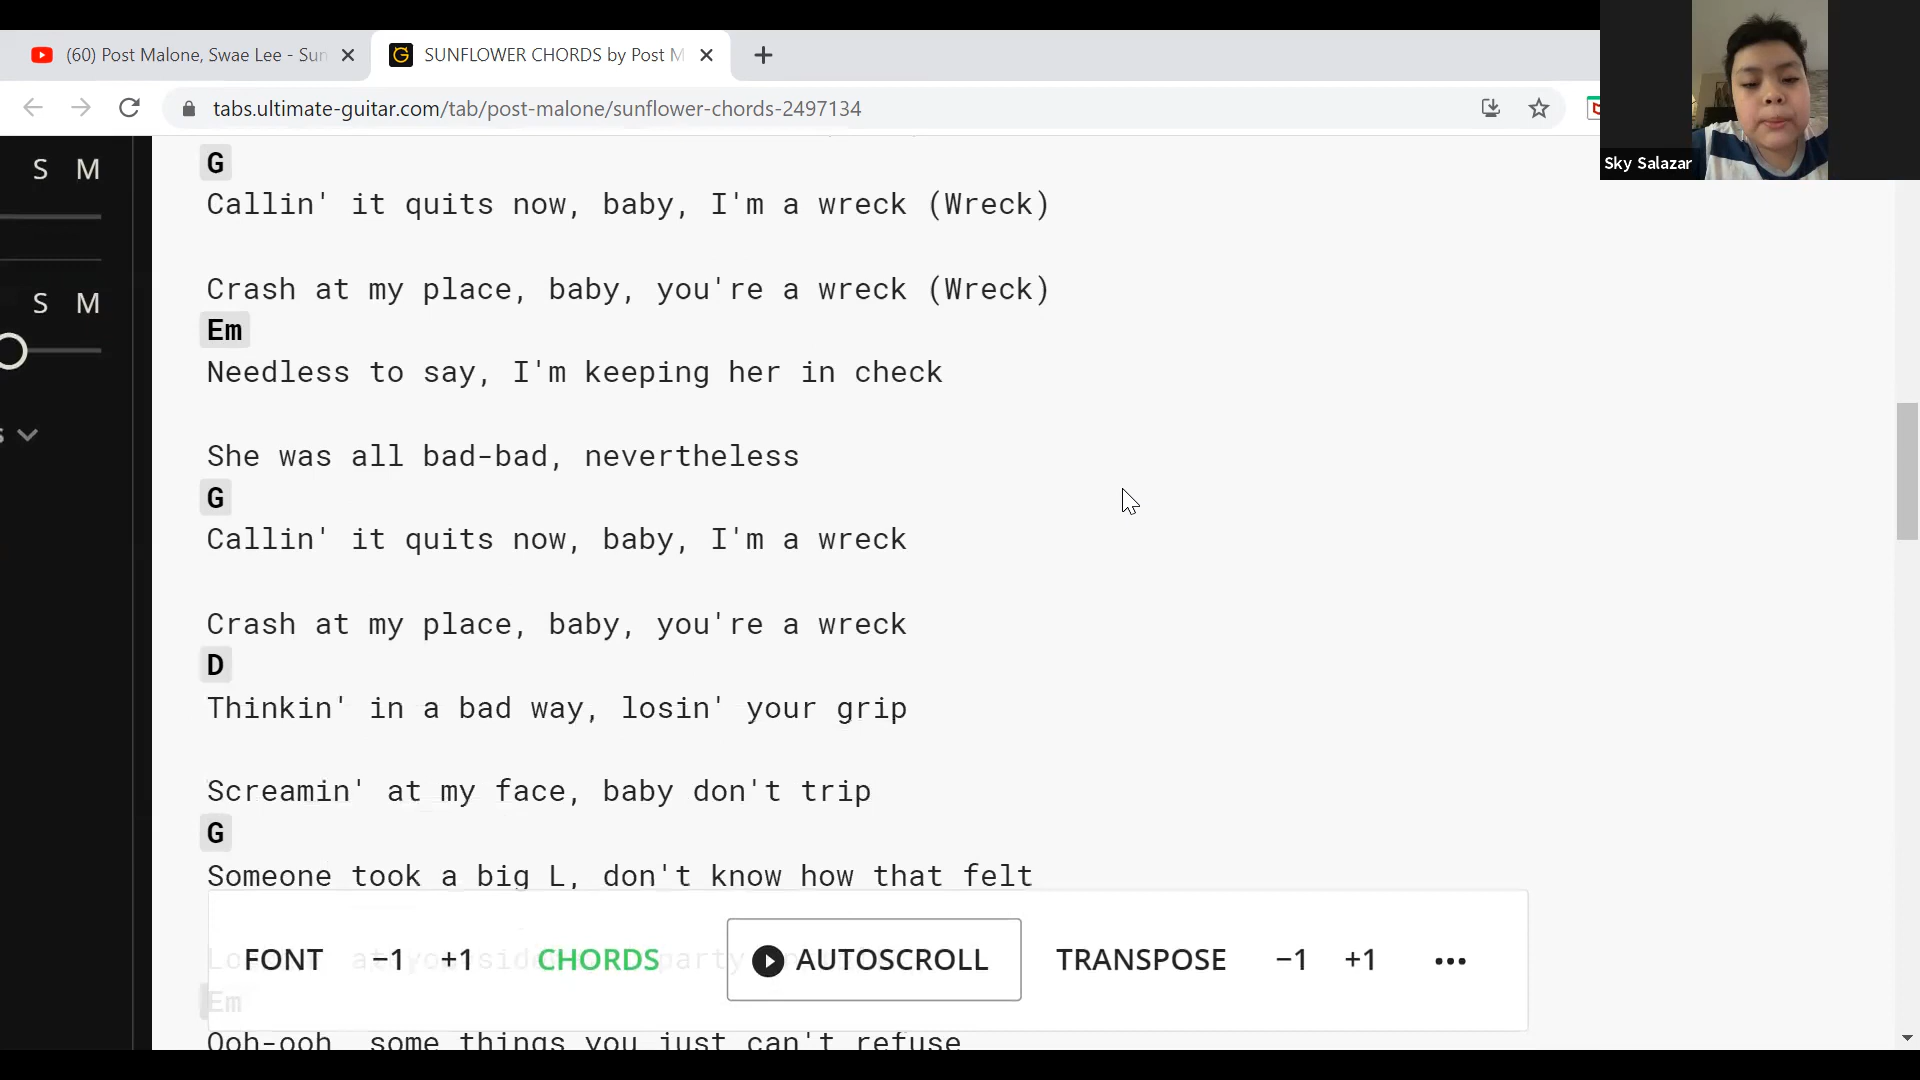 (60) Post Malone, Swae Lee - Sun
SUNFLOWER CHORDS by Post M
tabs.ultimate-guitar.com/tab/post-malone/sunflower-chords-2497134
Sky Salazar
S M
S M
s
G
Callin' it quits now, baby, I'm a wreck (Wreck)
Crash at my place, baby, you're a wreck (Wreck)
Em
Needless to say, I'm keeping her in check
She was all bad-bad, nevertheless
G
Callin' it quits now, baby, I'm a wreck
Crash at my place, baby, you're a wreck
D
Thinkin' in a bad way, losin' your grip
Screamin' at my face, baby don't trip
G
Someone took a big L, don't know how that felt
FONT −1 +1 CHORDS AUTOSCROLL TRANSPOSE −1 +1
Em
Ooh-ooh some things you just can't refuse